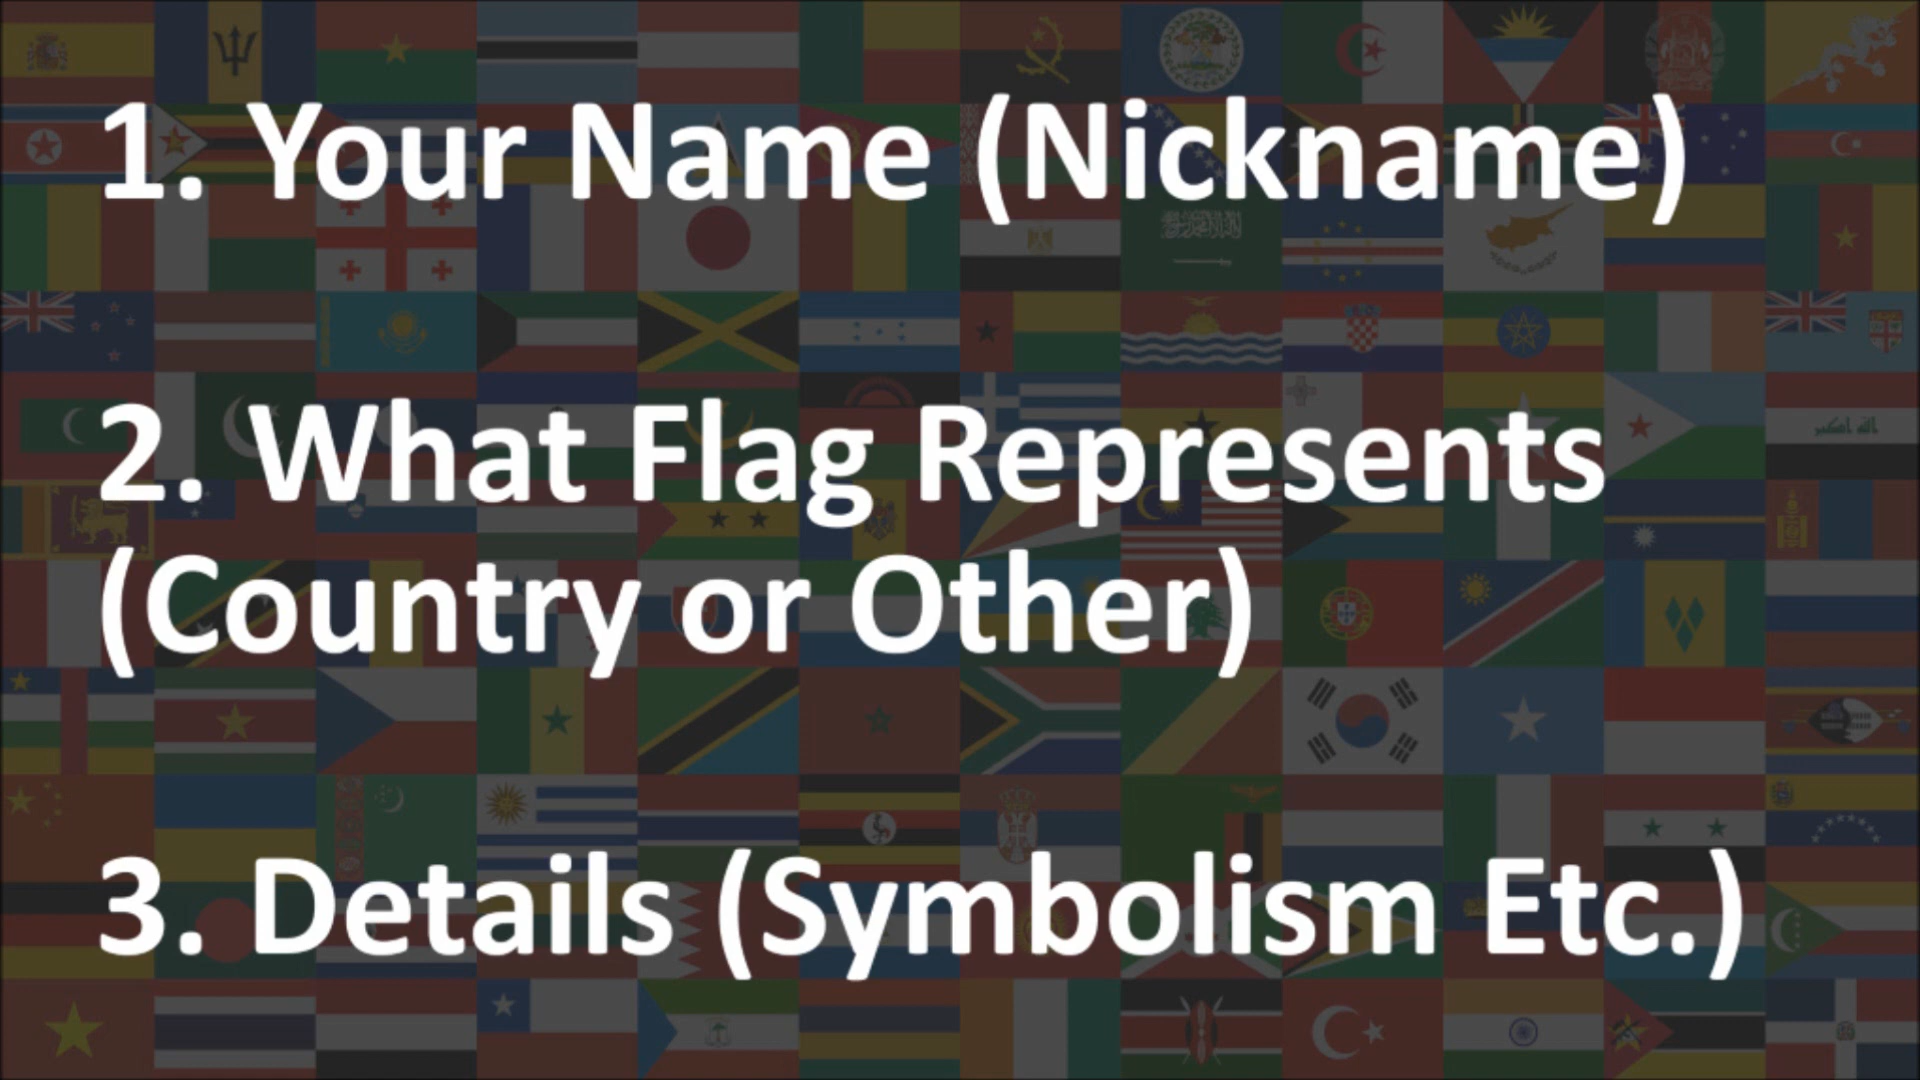 1. Your Name (Nickname)
2. What Flag Represents
(Country or Other)
3. Details (Symbolism Etc.)